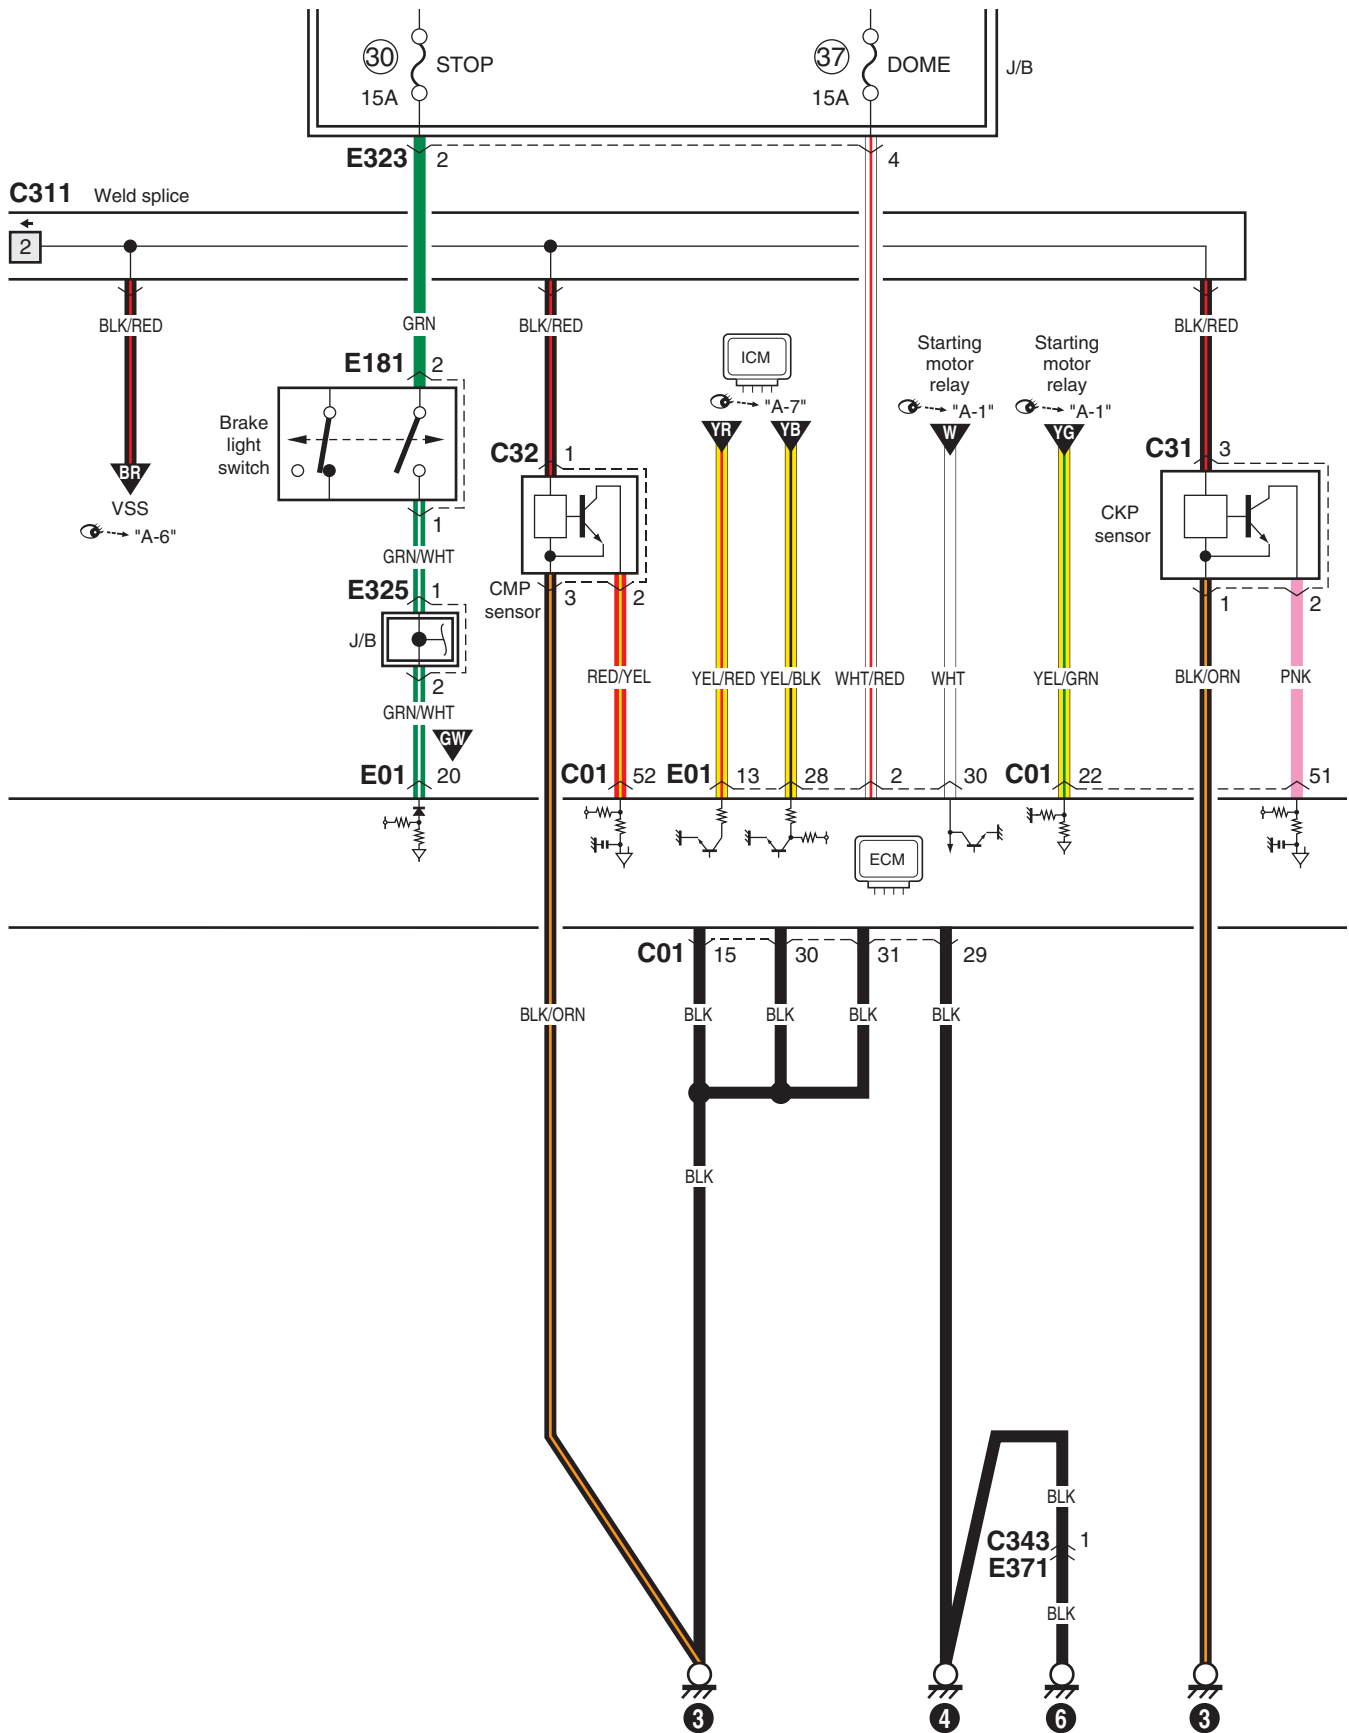 30 STOP
15A
37 DOME
15A
J/B
E323 2 4
C311 Weld splice
2
BLK/RED GRN BLK/RED BLK/RED
ICM
"A-7"
Starting
motor
relay
"A-1"
Starting
motor
relay
"A-1"
E181 2
Brake
light
switch
1
YR YB W YG
C32 1
C31 3
BR
VSS
"A-6"
CKP
sensor
GRN/WHT
E325 1
J/B
2
CMP
sensor
3 2
1 2
RED/YEL YEL/RED YEL/BLK WHT/RED WHT YEL/GRN BLK/ORN PNK
GRN/WHT
GW
E01 20 C01 52 E01 13 28 2 30 C01 22 51
ECM
C01 15 30 31 29
BLK/ORN BLK BLK BLK BLK
BLK
BLK
C343 1
E371
BLK
3 4 6 3